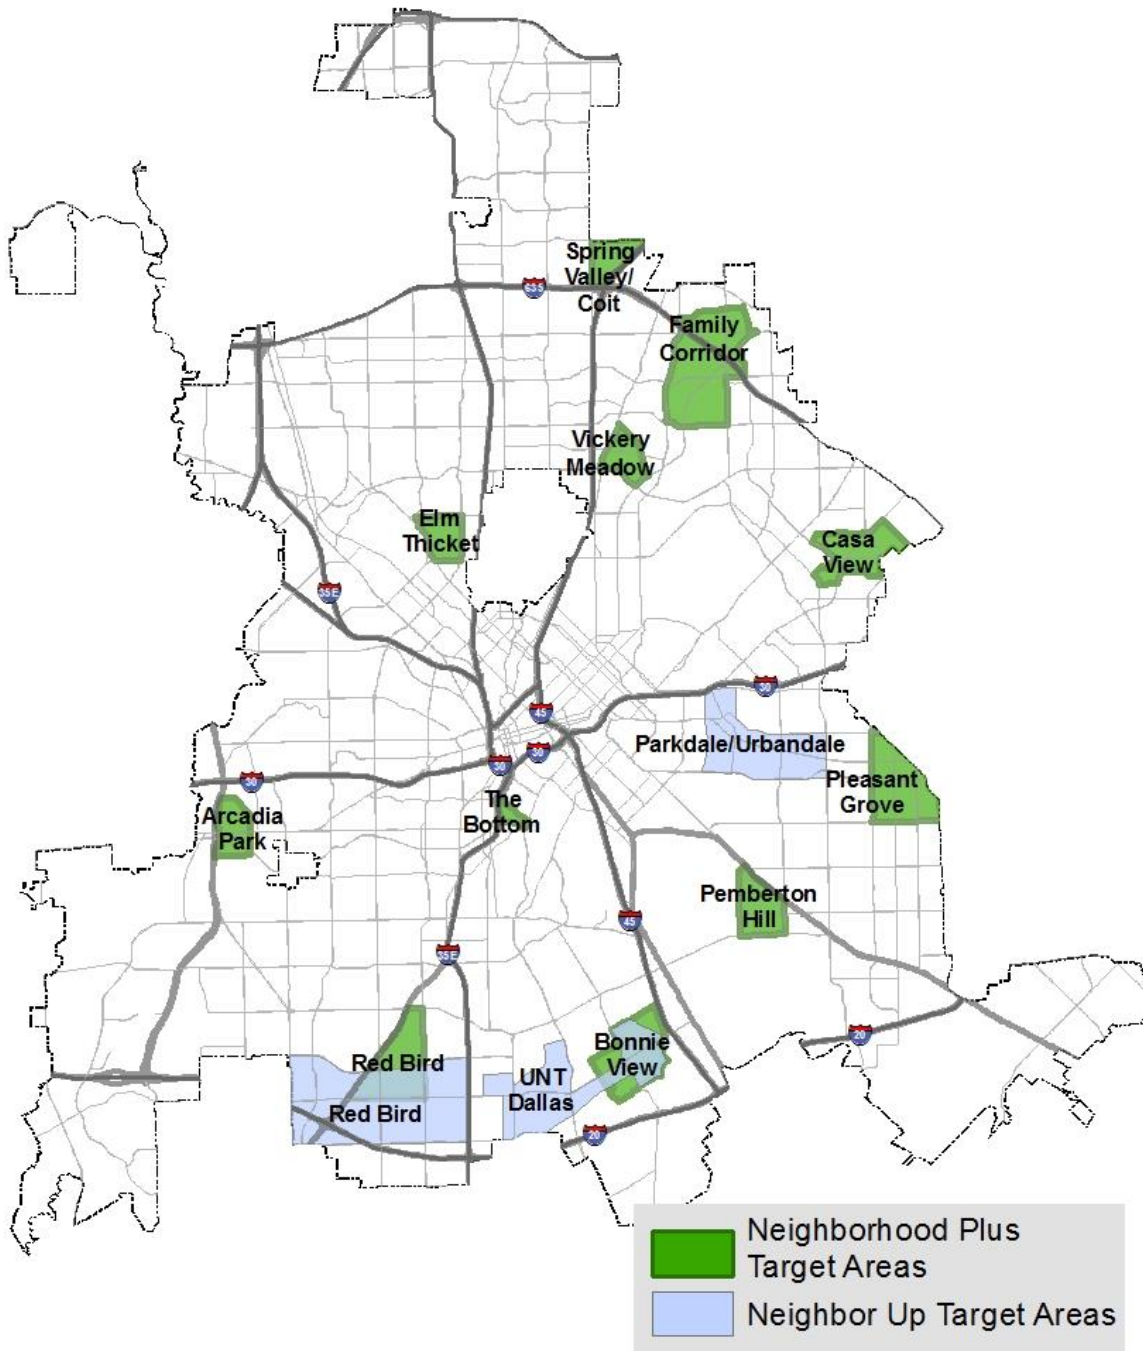 Spring
Valley/
Coit
635
Family
Corridor
Vickery
Meadow
Elm
Thicket
Casa
View
35E
30
45
Parkdale/Urbandale
30
30
30
Pleasant
Grove
The
Bottom
Arcadia
Park
Pemberton
Hill
45
35E
20
Bonnie
View
Red Bird
UNT
Dallas
Red Bird
20
Neighborhood Plus
Target Areas
Neighbor Up Target Areas